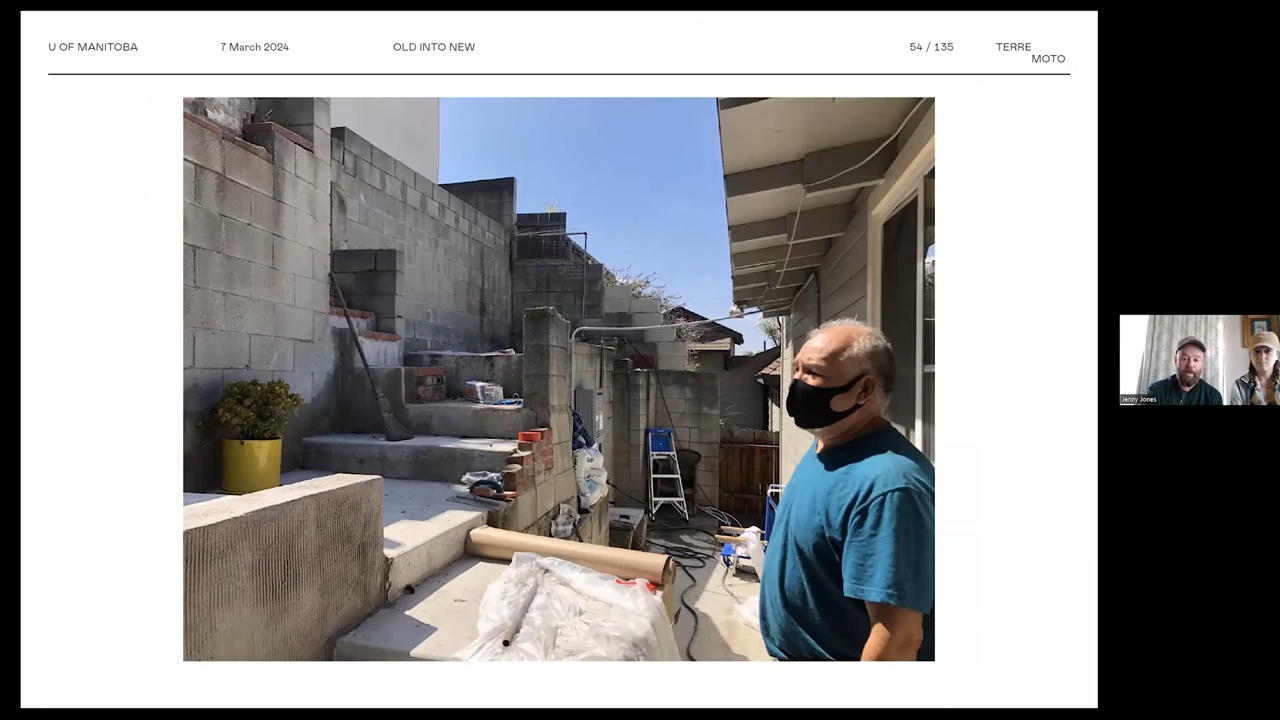 U OF MANITOBA 7 March 2024 OLD INTO NEW 54 / 135 TERRE
MOTO
Jenny Jones